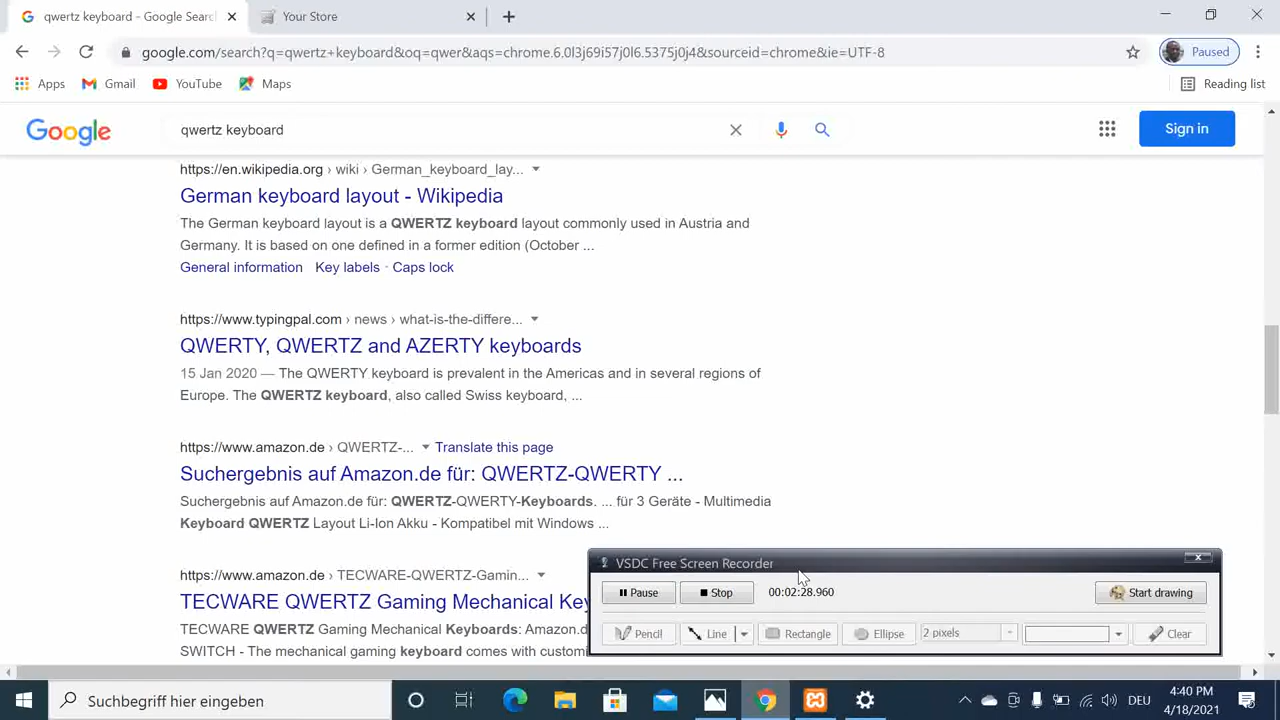 qwertz keyboard - Google Searc
Your Store
google.com/search?q=qwertz+keyboard&oq=qwer&aqs=chrome.6.0l3j69i57j0l6.5375j0j4&sourceid=chrome&ie=UTF-8
Paused
Apps
Gmail
YouTube
Maps
Reading list
Google
qwertz keyboard
Sign in
https://en.wikipedia.org › wiki › German_keyboard_lay...
German keyboard layout - Wikipedia
The German keyboard layout is a QWERTZ keyboard layout commonly used in Austria and
Germany. It is based on one defined in a former edition (October ...
General information Key labels · Caps lock
https://www.typingpal.com › news › what-is-the-differe...
QWERTY, QWERTZ and AZERTY keyboards
15 Jan 2020 — The QWERTY keyboard is prevalent in the Americas and in several regions of
Europe. The QWERTZ keyboard, also called Swiss keyboard, ...
https://www.amazon.de › QWERTZ-... Translate this page
Suchergebnis auf Amazon.de für: QWERTZ-QWERTY ...
Suchergebnis auf Amazon.de für: QWERTZ-QWERTY-Keyboards. ... für 3 Geräte - Multimedia
Keyboard QWERTZ Layout Li-Ion Akku - Kompatibel mit Windows ...
https://www.amazon.de › TECWARE-QWERTZ-Gamin...
TECWARE QWERTZ Gaming Mechanical Key
TECWARE QWERTZ Gaming Mechanical Keyboards: Amazon.d
SWITCH - The mechanical gaming keyboard comes with custom
VSDC Free Screen Recorder
Pause
Stop
00:02:28.960
Start drawing
Pencil
Line
Rectangle
Ellipse
2 pixels
Clear
Suchbegriff hier eingeben
DEU
4:40 PM
4/18/2021